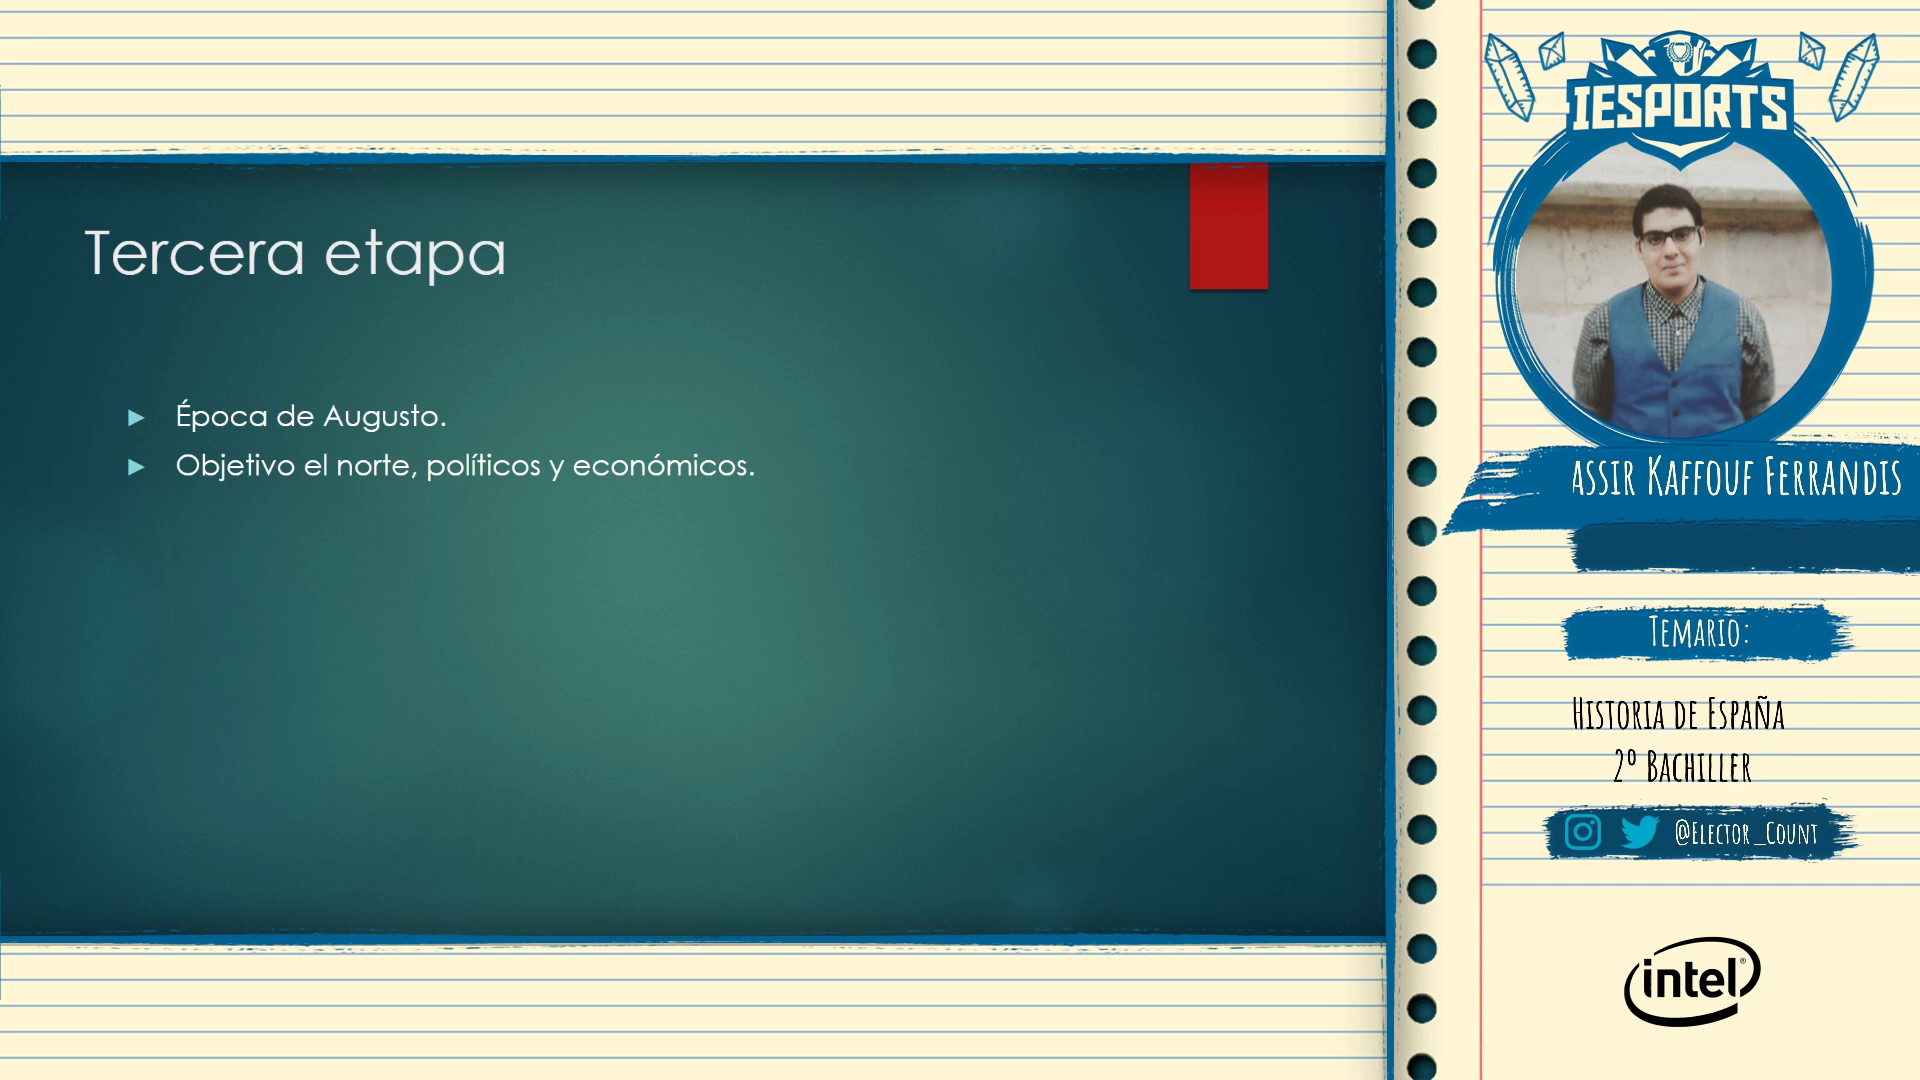 Tercera etapa
Época de Augusto.
Objetivo el norte, políticos y económicos.
IESPORTS
ASSIR KAFFOUF FERRANDIS
TEMARIO:
HISTORIA DE ESPAÑA
2º BACHILLER
@ELECTOR_COUNT
intel®